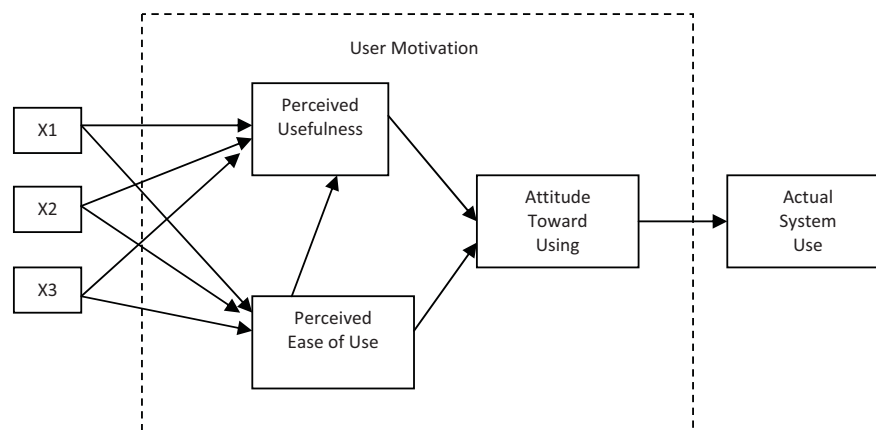 User Motivation
X1
X2
X3
Perceived
Usefulness
Perceived
Ease of Use
Attitude
Toward
Using
Actual
System
Use